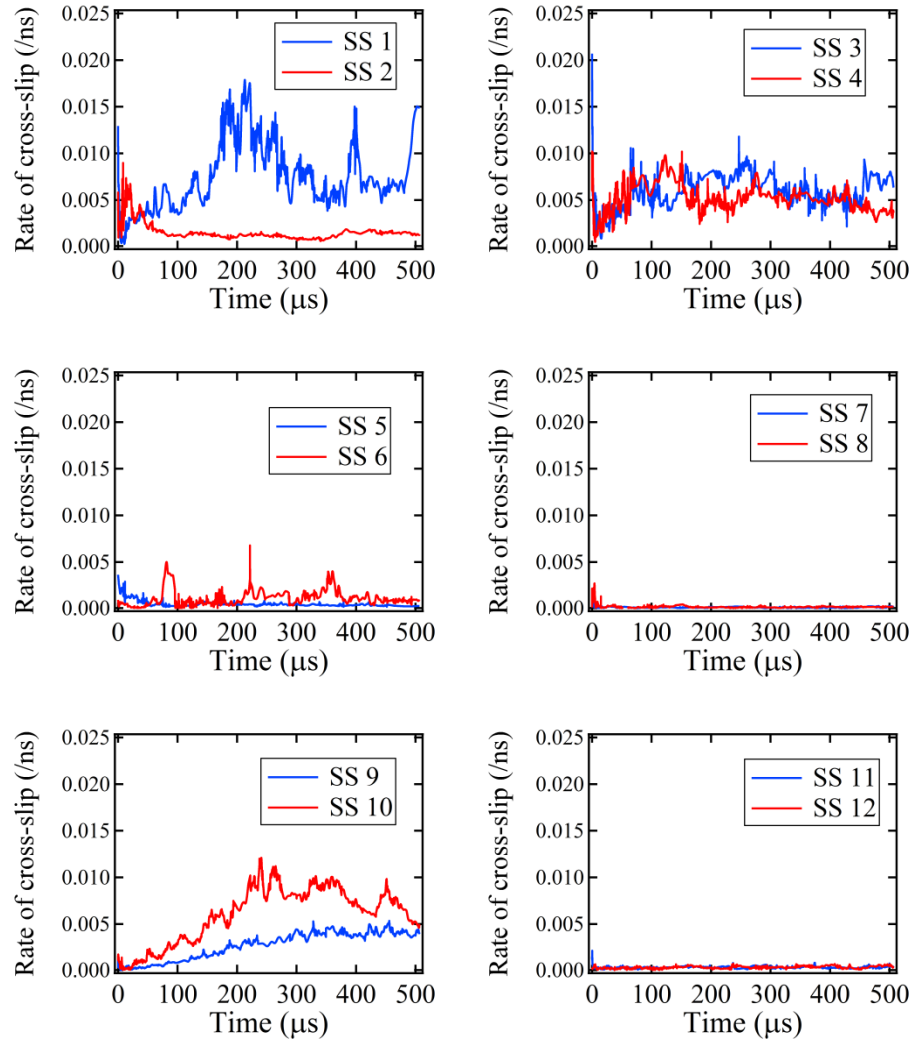 Rate of cross-slip (/ns)
0.025
0.020
0.015
0.010
0.005
0.000
SS 1
SS 2
0 100 200 300 400 500
Time (μs)
Rate of cross-slip (/ns)
0.025
0.020
0.015
0.010
0.005
0.000
SS 3
SS 4
0 100 200 300 400 500
Time (μs)
Rate of cross-slip (/ns)
0.025
0.020
0.015
0.010
0.005
0.000
SS 5
SS 6
0 100 200 300 400 500
Time (μs)
Rate of cross-slip (/ns)
0.025
0.020
0.015
0.010
0.005
0.000
SS 7
SS 8
0 100 200 300 400 500
Time (μs)
Rate of cross-slip (/ns)
0.025
0.020
0.015
0.010
0.005
0.000
SS 9
SS 10
0 100 200 300 400 500
Time (μs)
Rate of cross-slip (/ns)
0.025
0.020
0.015
0.010
0.005
0.000
SS 11
SS 12
0 100 200 300 400 500
Time (μs)